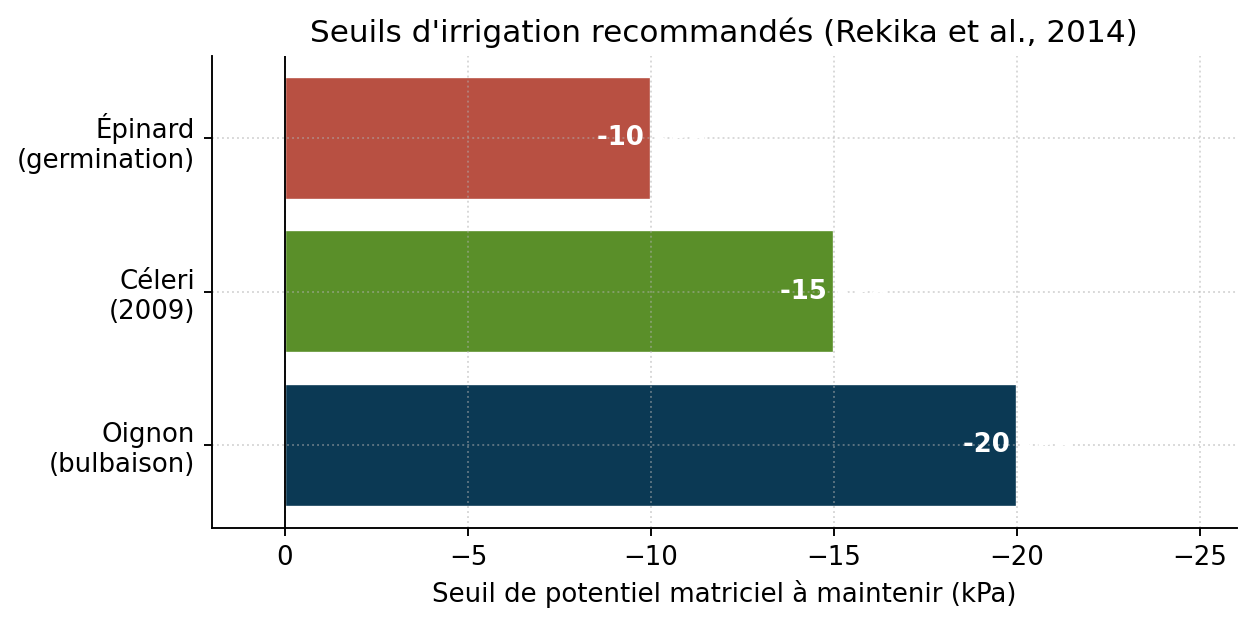 Seuils d'irrigation recommandés (Rekika et al., 2014)
Épinard
(germination)
-10
Céleri
(2009)
-15
Oignon
(bulbaison)
-20
0
−5
−10
−15
−20
−25
Seuil de potentiel matriciel à maintenir (kPa)